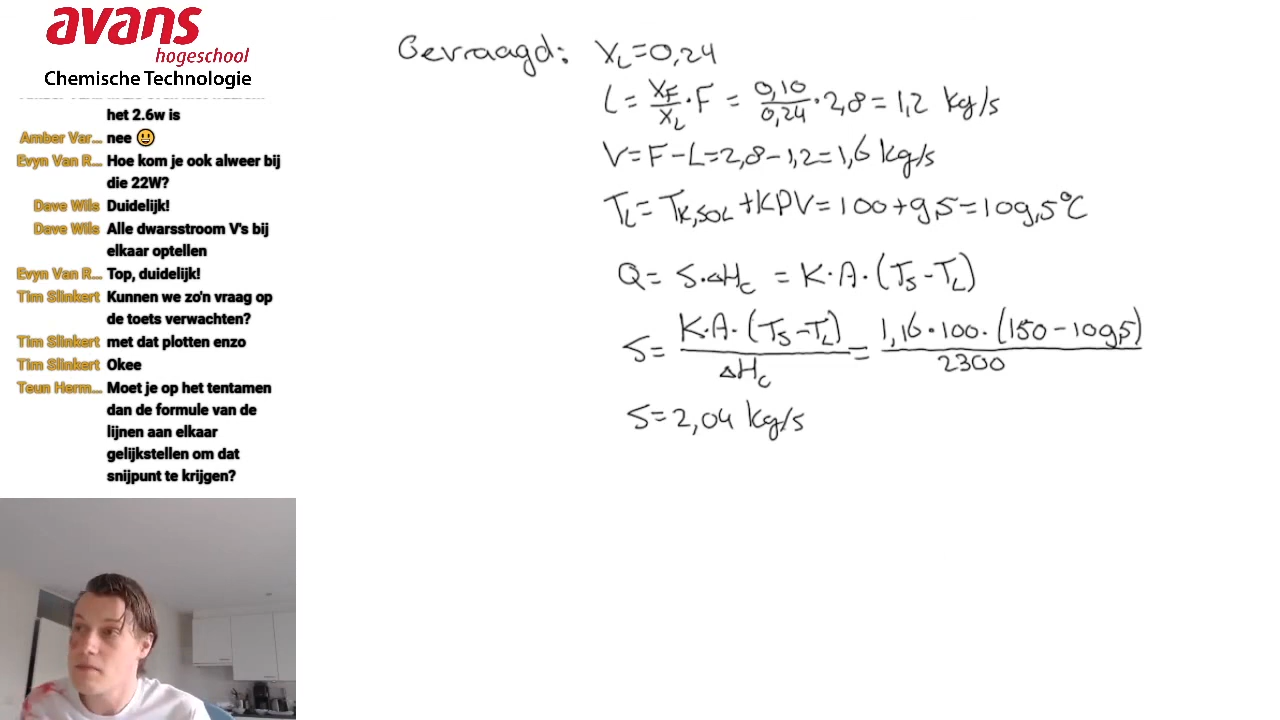 avans
hogeschool
Chemische Technologie
het 2.6w is
Amber Var... nee 😃
Evyn Van R... Hoe kom je ook alweer bij
die 22W?
Dave Wils Duidelijk!
Dave Wils Alle dwarsstroom V's bij
elkaar optellen
Evyn Van R... Top, duidelijk!
Tim Slinkert Kunnen we zo'n vraag op
de toets verwachten?
Tim Slinkert met dat plotten enzo
Tim Slinkert Okee
Teun Herm... Moet je op het tentamen
dan de formule van de
lijnen aan elkaar
gelijkstellen om dat
snijpunt te krijgen?
Gevraagd: X_L = 0,24
L = X_F/X_L · F = 0,10/0,24 · 2,8 = 1,2 kg/s
V = F - L = 2,8 - 1,2 = 1,6 kg/s
T_L = T_K,SOL + KPV = 100 + 9,5 = 109,5 °C
Q = S · ΔH_C = K · A · (T_S - T_L)
S = K · A · (T_S - T_L) / ΔH_C = 1,16 · 100 · (150 - 109,5) / 2300
S = 2,04 kg/s